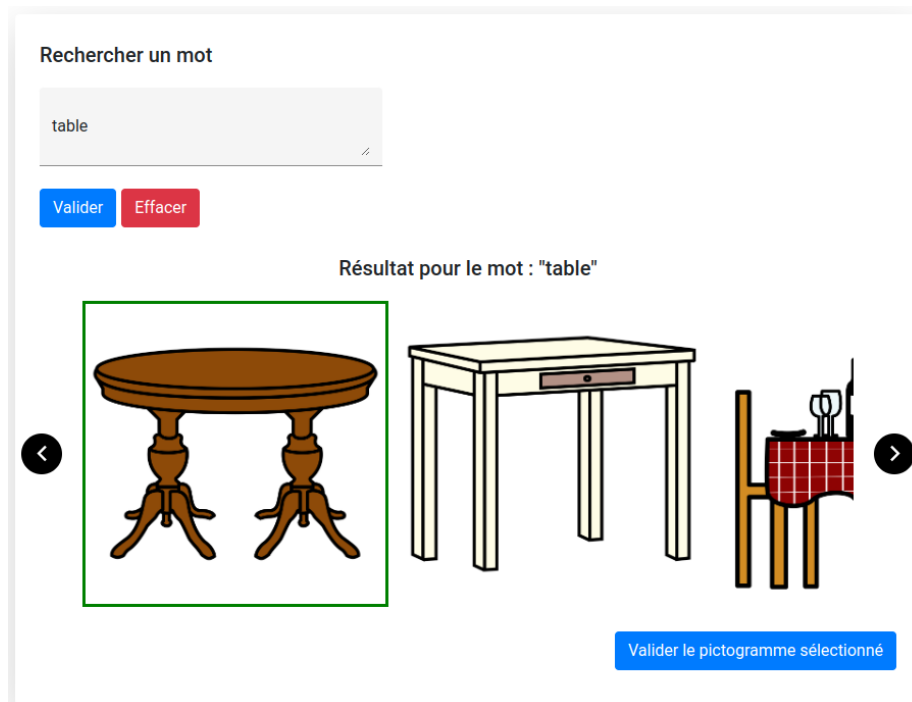 Rechercher un mot
table
Valider Effacer
Résultat pour le mot : "table"
Valider le pictogramme sélectionné